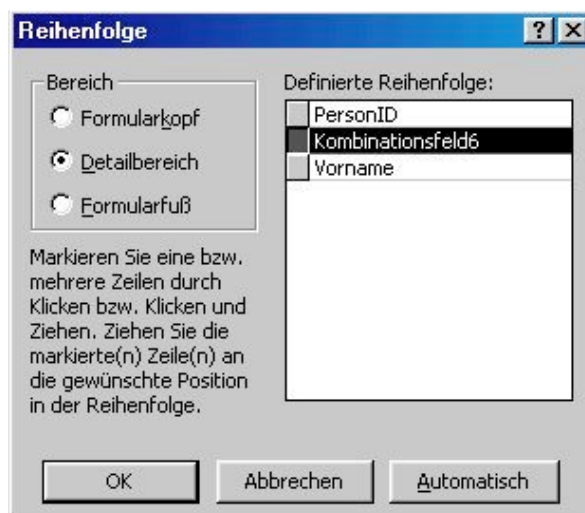 Reihenfolge
Bereich
Formularkopf
Detailbereich
Formularfuß
Markieren Sie eine bzw.
mehrere Zeilen durch
Klicken bzw. Klicken und
Ziehen. Ziehen Sie die
markierte(n) Zeile(n) an
die gewünschte Position
in der Reihenfolge.
Definierte Reihenfolge:
PersonID
Kombinationsfeld6
Vorname
OK
Abbrechen
Automatisch